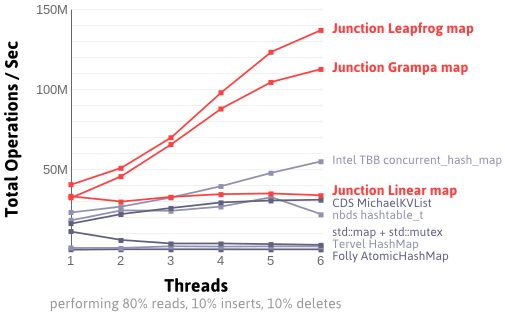 150M
Junction Leapfrog map
Junction Grampa map
100M
Total Operations / Sec
Intel TBB concurrent_hash_map
50M
Junction Linear map
CDS MichaelKVList
nbds hashtable_t
std::map + std::mutex
Tervel HashMap
Folly AtomicHashMap
1 2 3 4 5 6
Threads
performing 80% reads, 10% inserts, 10% deletes